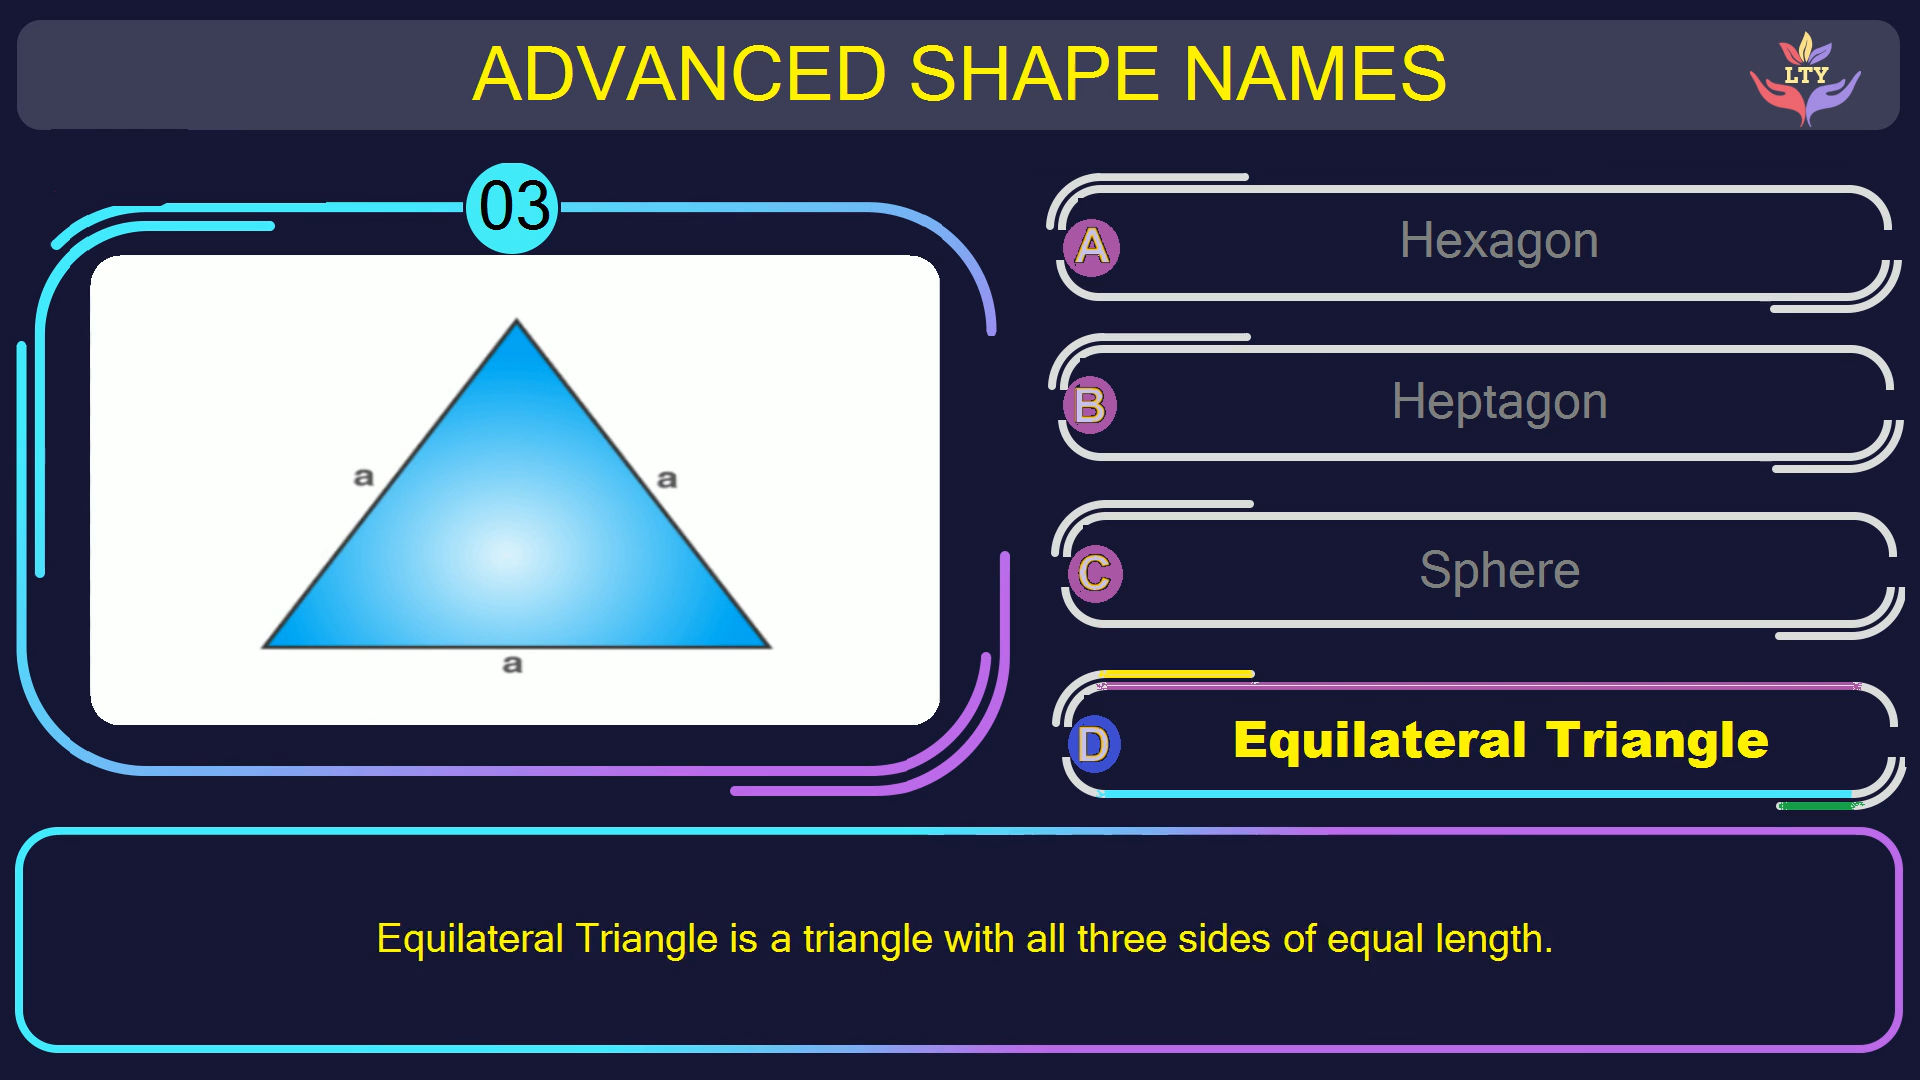 ADVANCED SHAPE NAMES
LTY
03
a
a
a
A
Hexagon
B
Heptagon
C
Sphere
D
Equilateral Triangle
Equilateral Triangle is a triangle with all three sides of equal length.